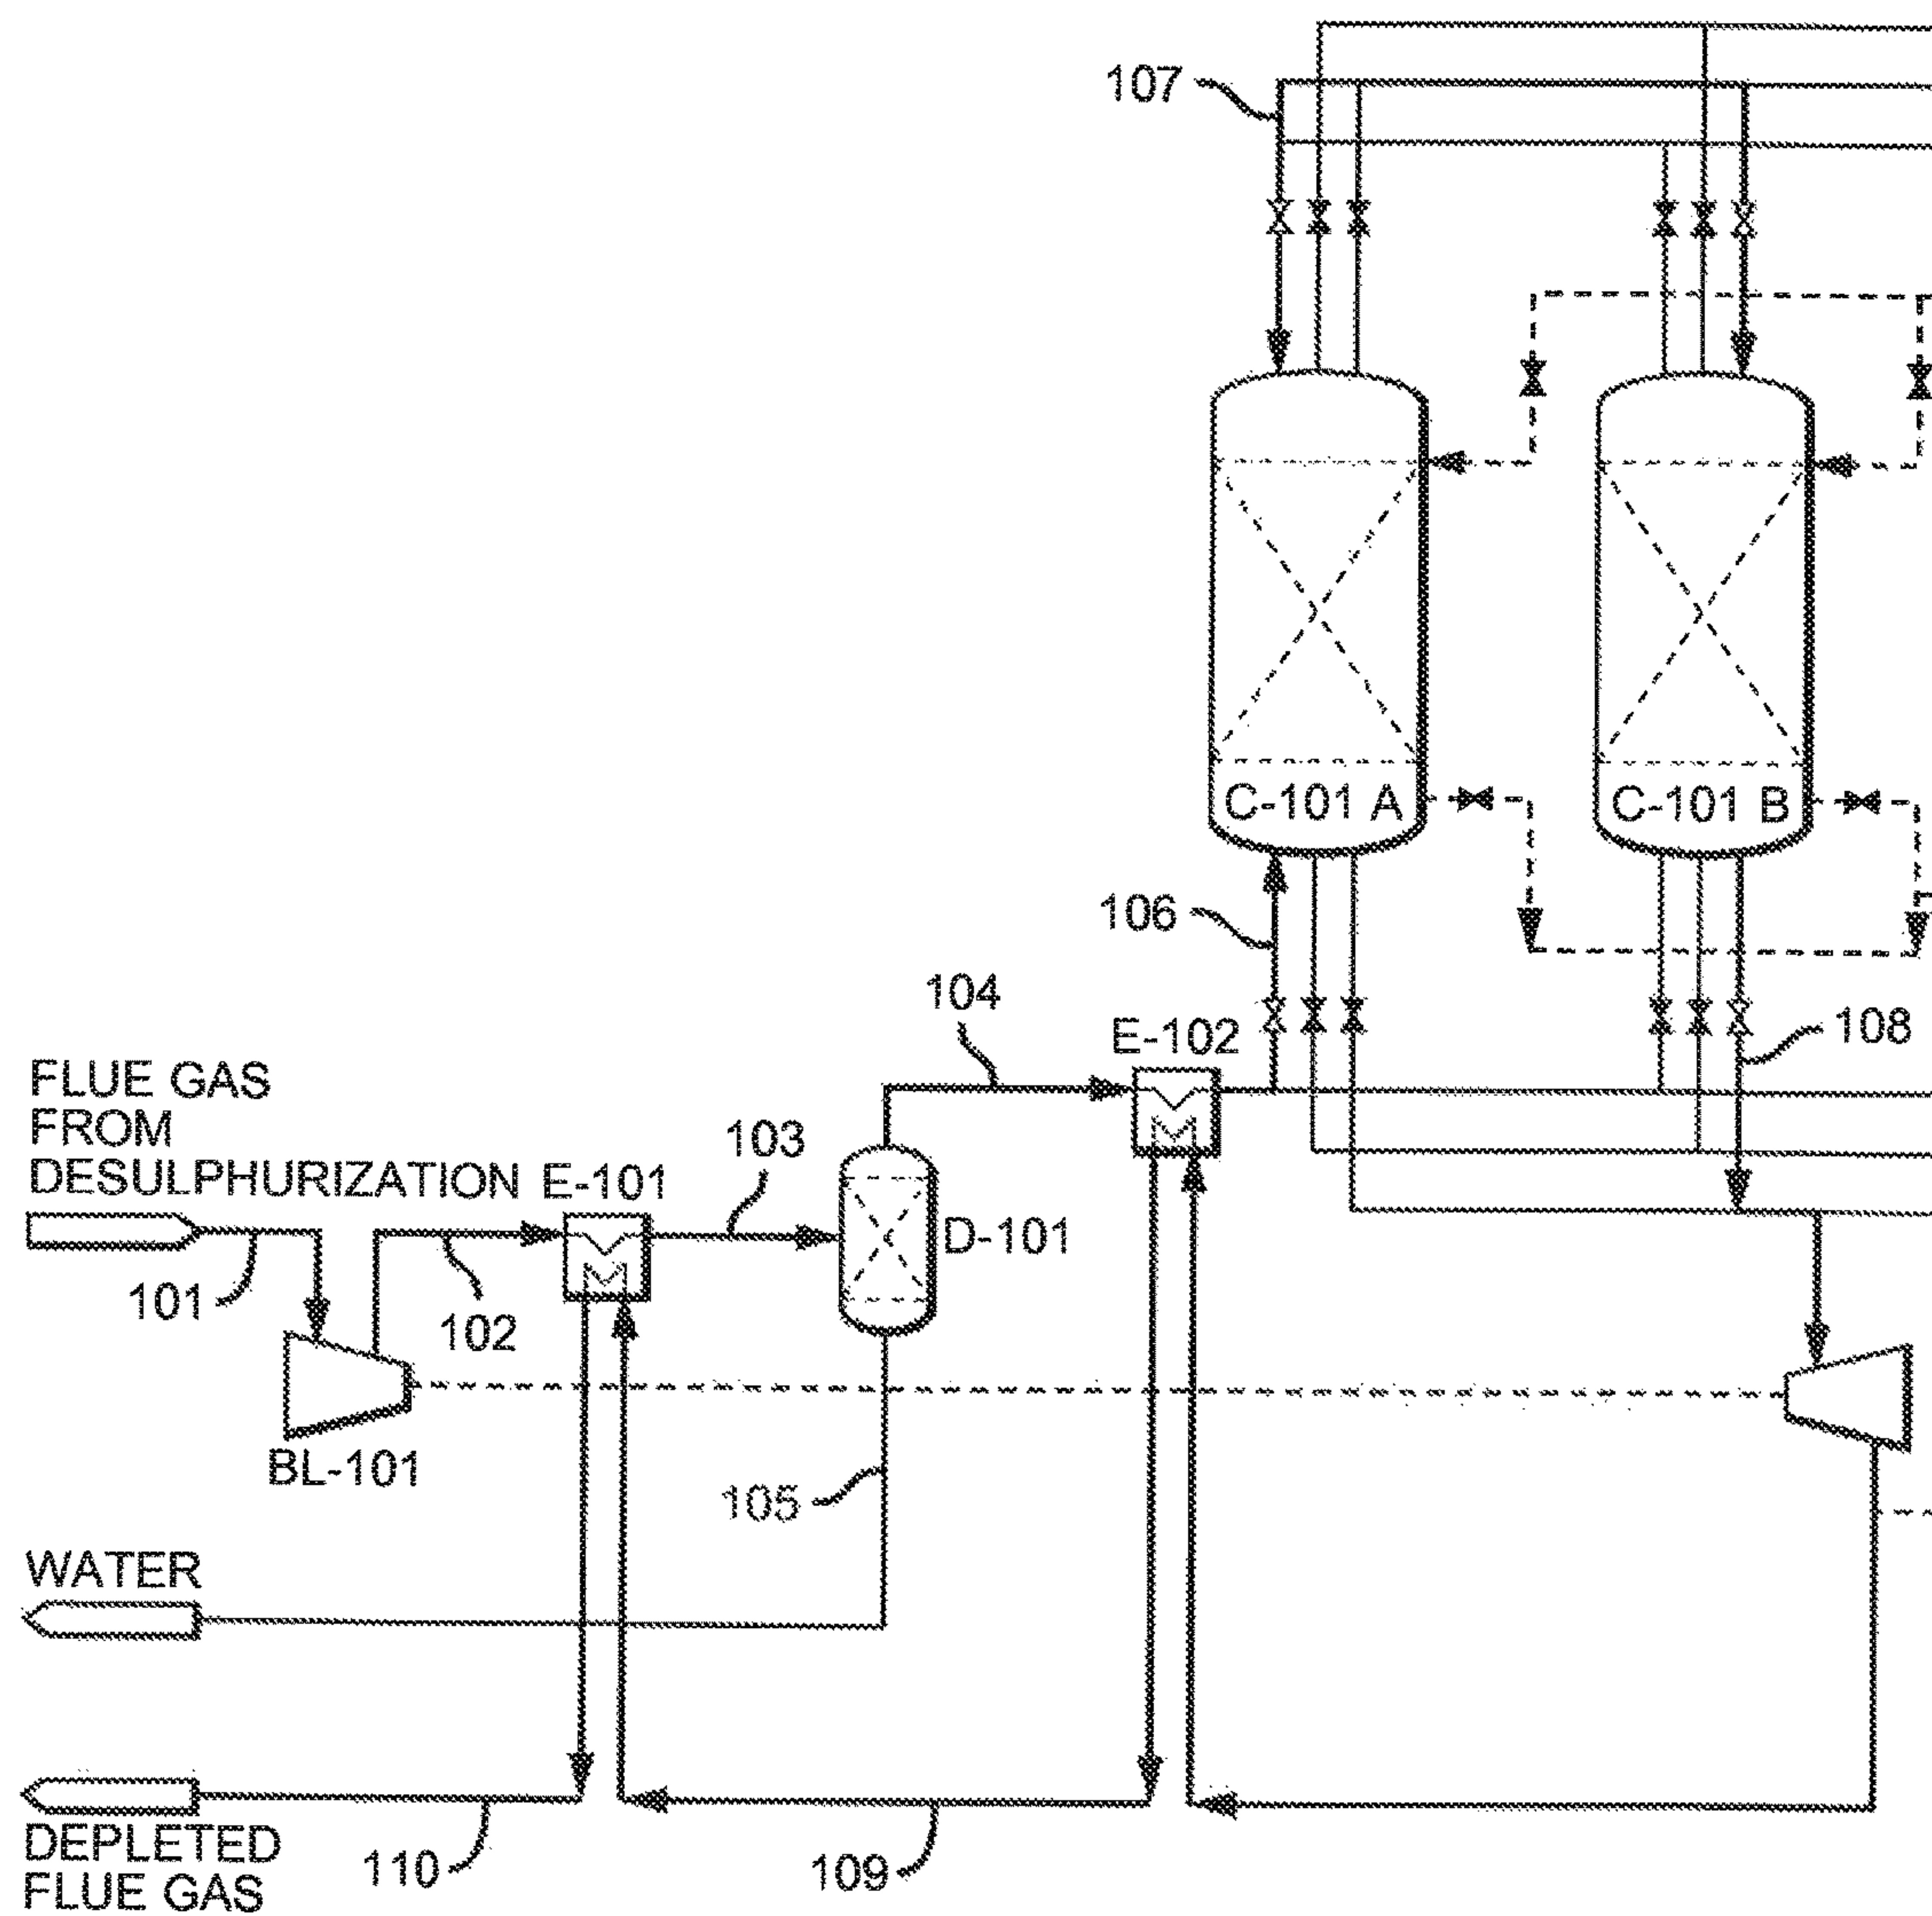 107
C-101 A
C-101 B
106
104
E-102
108
FLUE GAS
FROM
DESULPHURIZATION
E-101
103
D-101
101
102
BL-101
105
WATER
DEPLETED
FLUE GAS
110
109